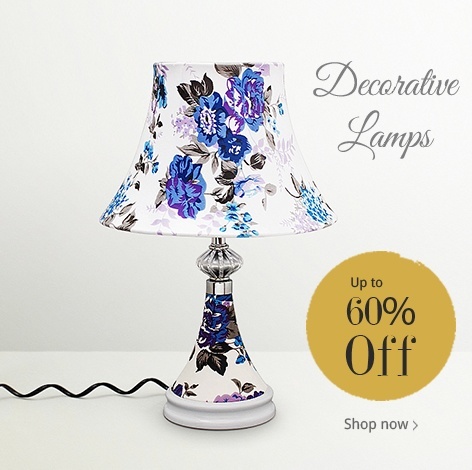 Decorative
Lamps
Up to
60%
Off
Shop now >